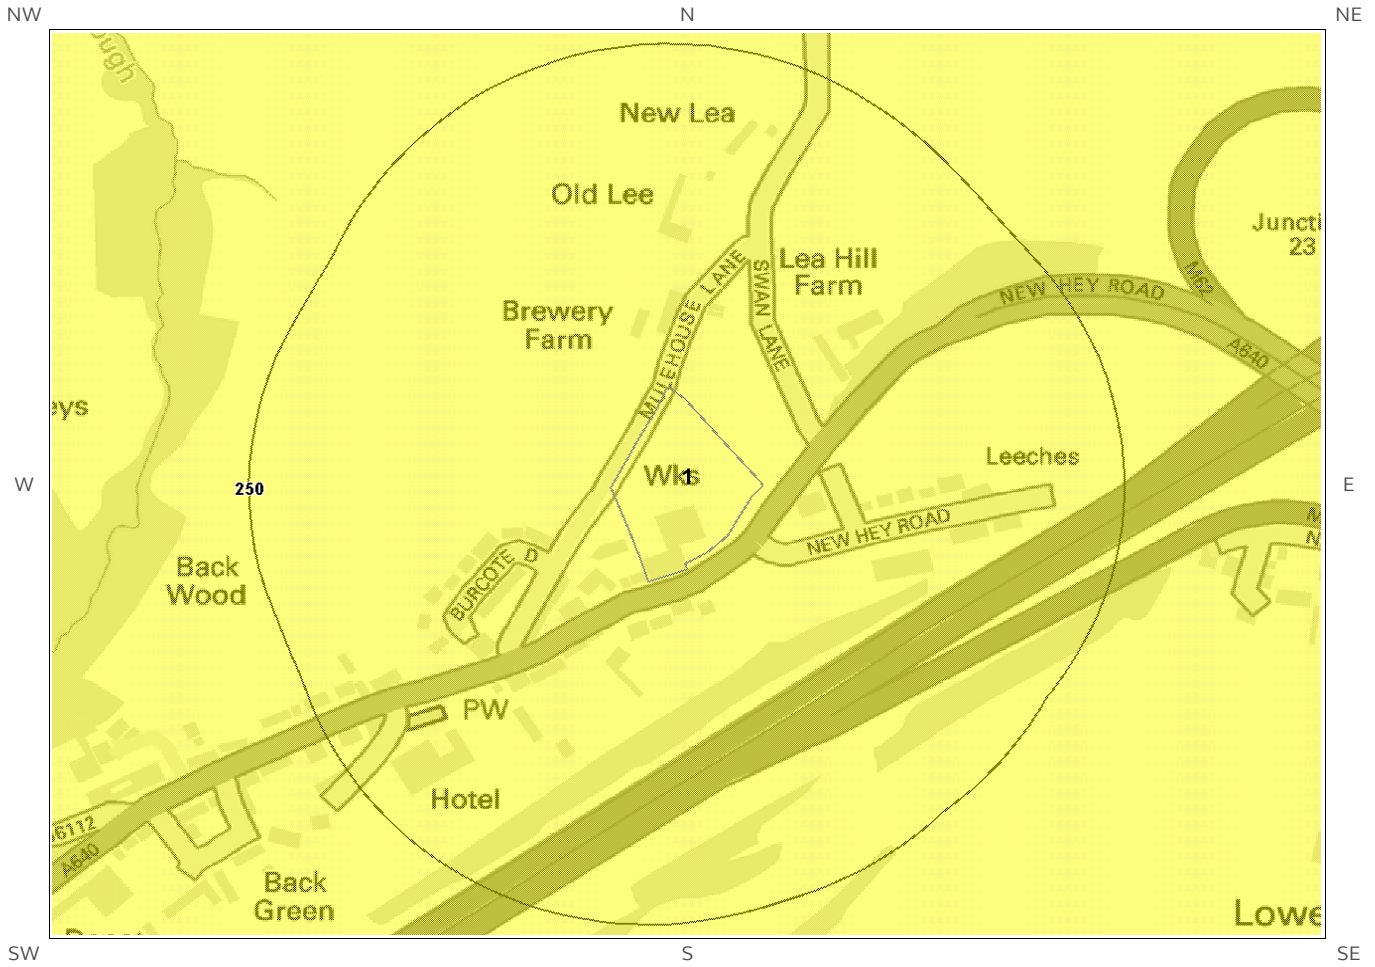 NW
N
NE
ough
New Lea
Old Lee
Juncti
23
Lea Hill
Farm
MULEHOUSE LANE
SWAN LANE
M62
NEW HEY ROAD
Brewery
Farm
A640
eys
Leeches
W
Wks
1
E
250
NEW HEY ROAD
BURCOTE D
Back
Wood
PW
Hotel
6112
A640
Back
Green
Lowe
SW
S
SE